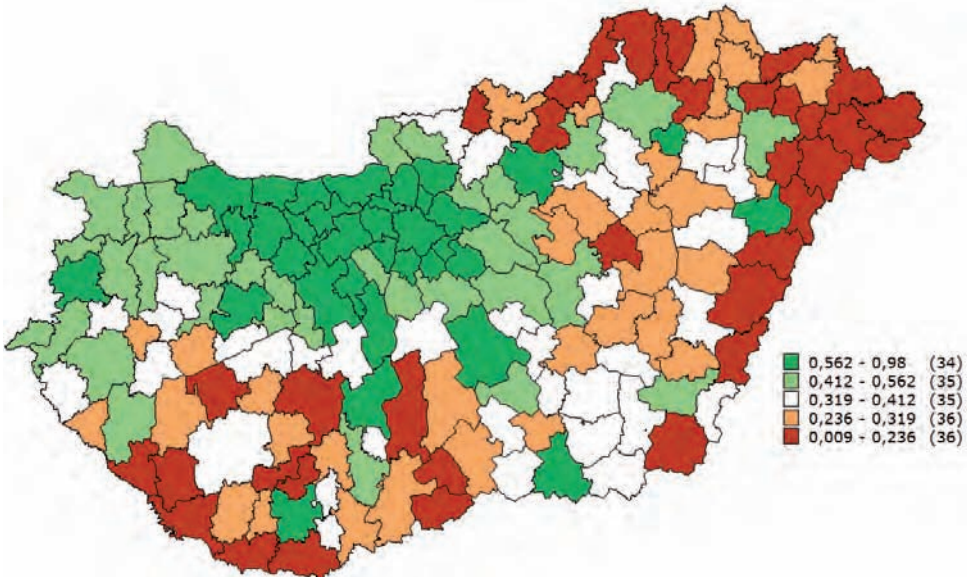 0,562 - 0,98 (34)
0,412 - 0,562 (35)
0,319 - 0,412 (35)
0,236 - 0,319 (36)
0,009 - 0,236 (36)